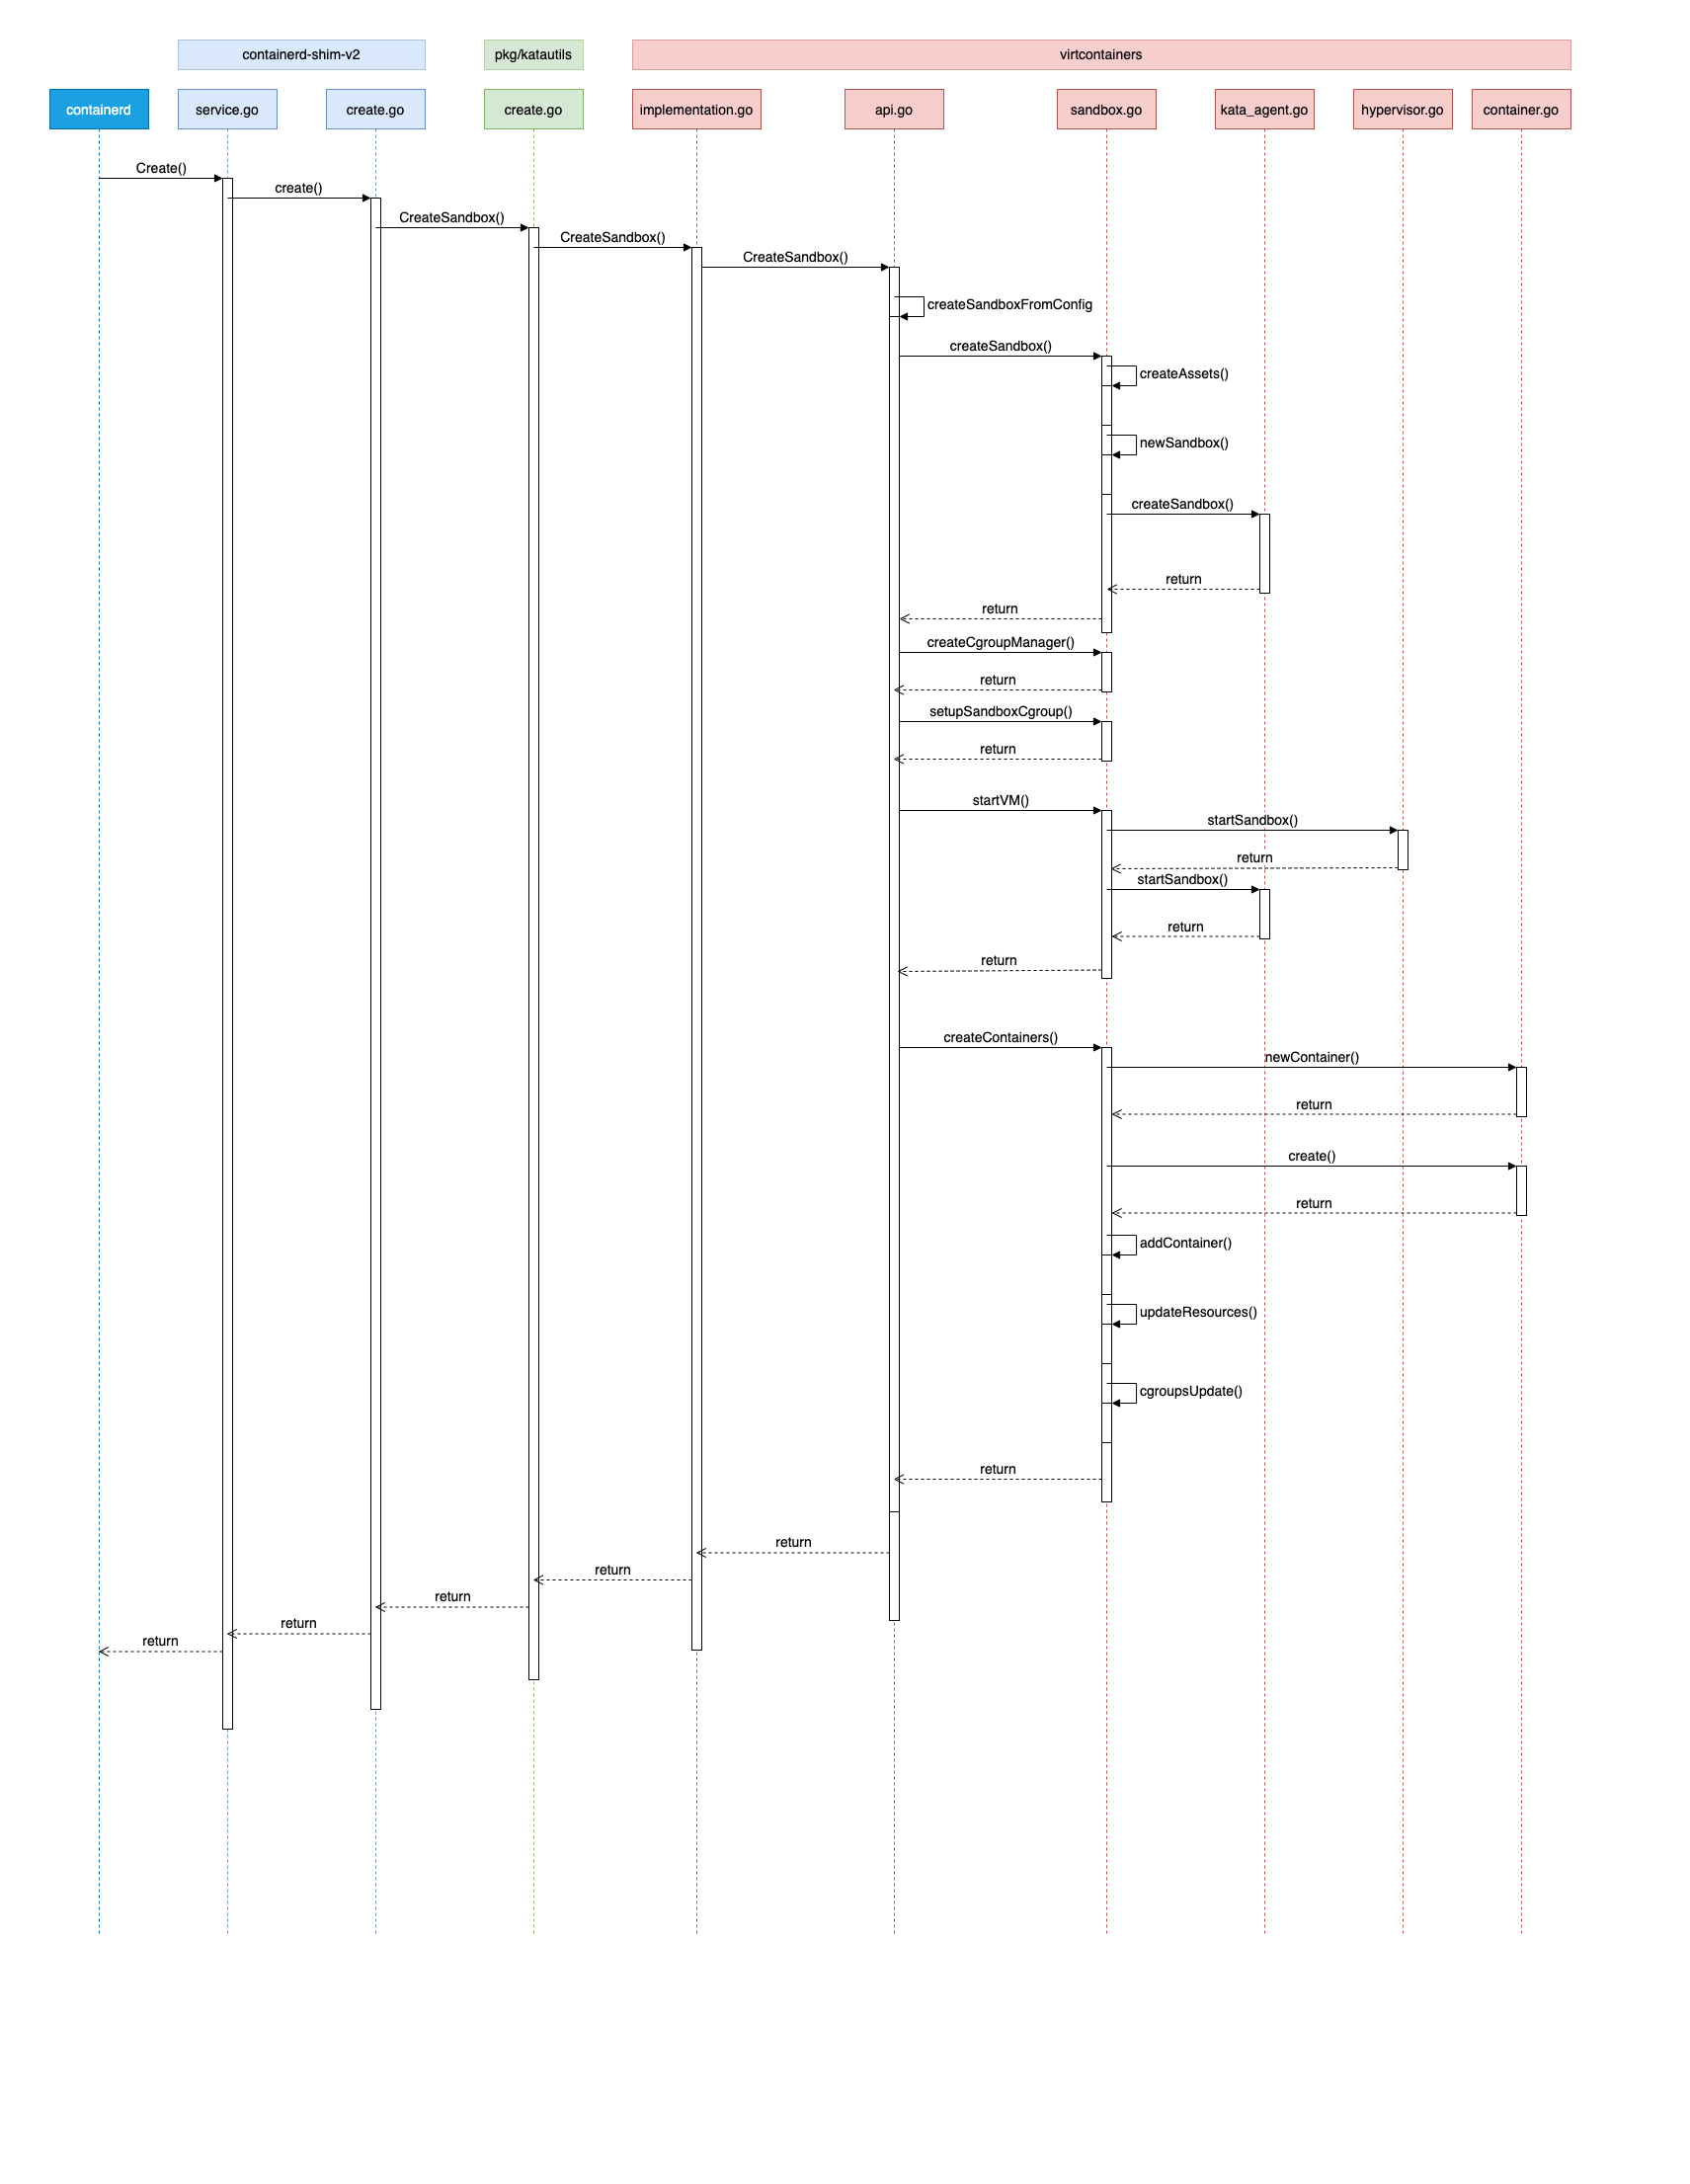 containerd-shim-v2
pkg/katautils
virtcontainers
containerd
service.go
create.go
create.go
implementation.go
api.go
sandbox.go
kata_agent.go
hypervisor.go
container.go
Create()
create()
CreateSandbox()
CreateSandbox()
CreateSandbox()
createSandboxFromConfig
createSandbox()
createAssets()
newSandbox()
createSandbox()
return
return
createCgroupManager()
return
setupSandboxCgroup()
return
startVM()
startSandbox()
return
startSandbox()
return
return
createContainers()
newContainer()
return
create()
return
addContainer()
updateResources()
cgroupsUpdate()
return
return
return
return
return
return